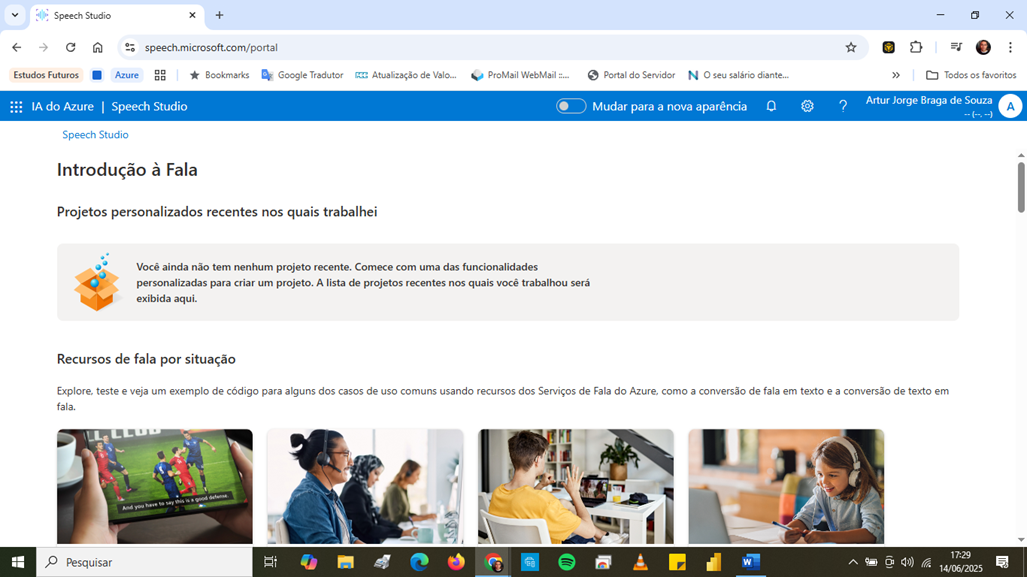 Speech Studio
speech.microsoft.com/portal
Estudos Futuros
Azure
Bookmarks
Google Tradutor
Atualização de Valo...
ProMail WebMail ::...
Portal do Servidor
O seu salário diante...
Todos os favoritos
IA do Azure | Speech Studio
Mudar para a nova aparência
?
Artur Jorge Braga de Souza
-- (--, --)
A
Speech Studio
Introdução à Fala
Projetos personalizados recentes nos quais trabalhei
Você ainda não tem nenhum projeto recente. Comece com uma das funcionalidades
personalizadas para criar um projeto. A lista de projetos recentes nos quais você trabalhou será
exibida aqui.
Recursos de fala por situação
Explore, teste e veja um exemplo de código para alguns dos casos de uso comuns usando recursos dos Serviços de Fala do Azure, como a conversão de fala em texto e a conversão de texto em
fala.
And you have to say this is a good defense.
Pesquisar
17:29
14/06/2025